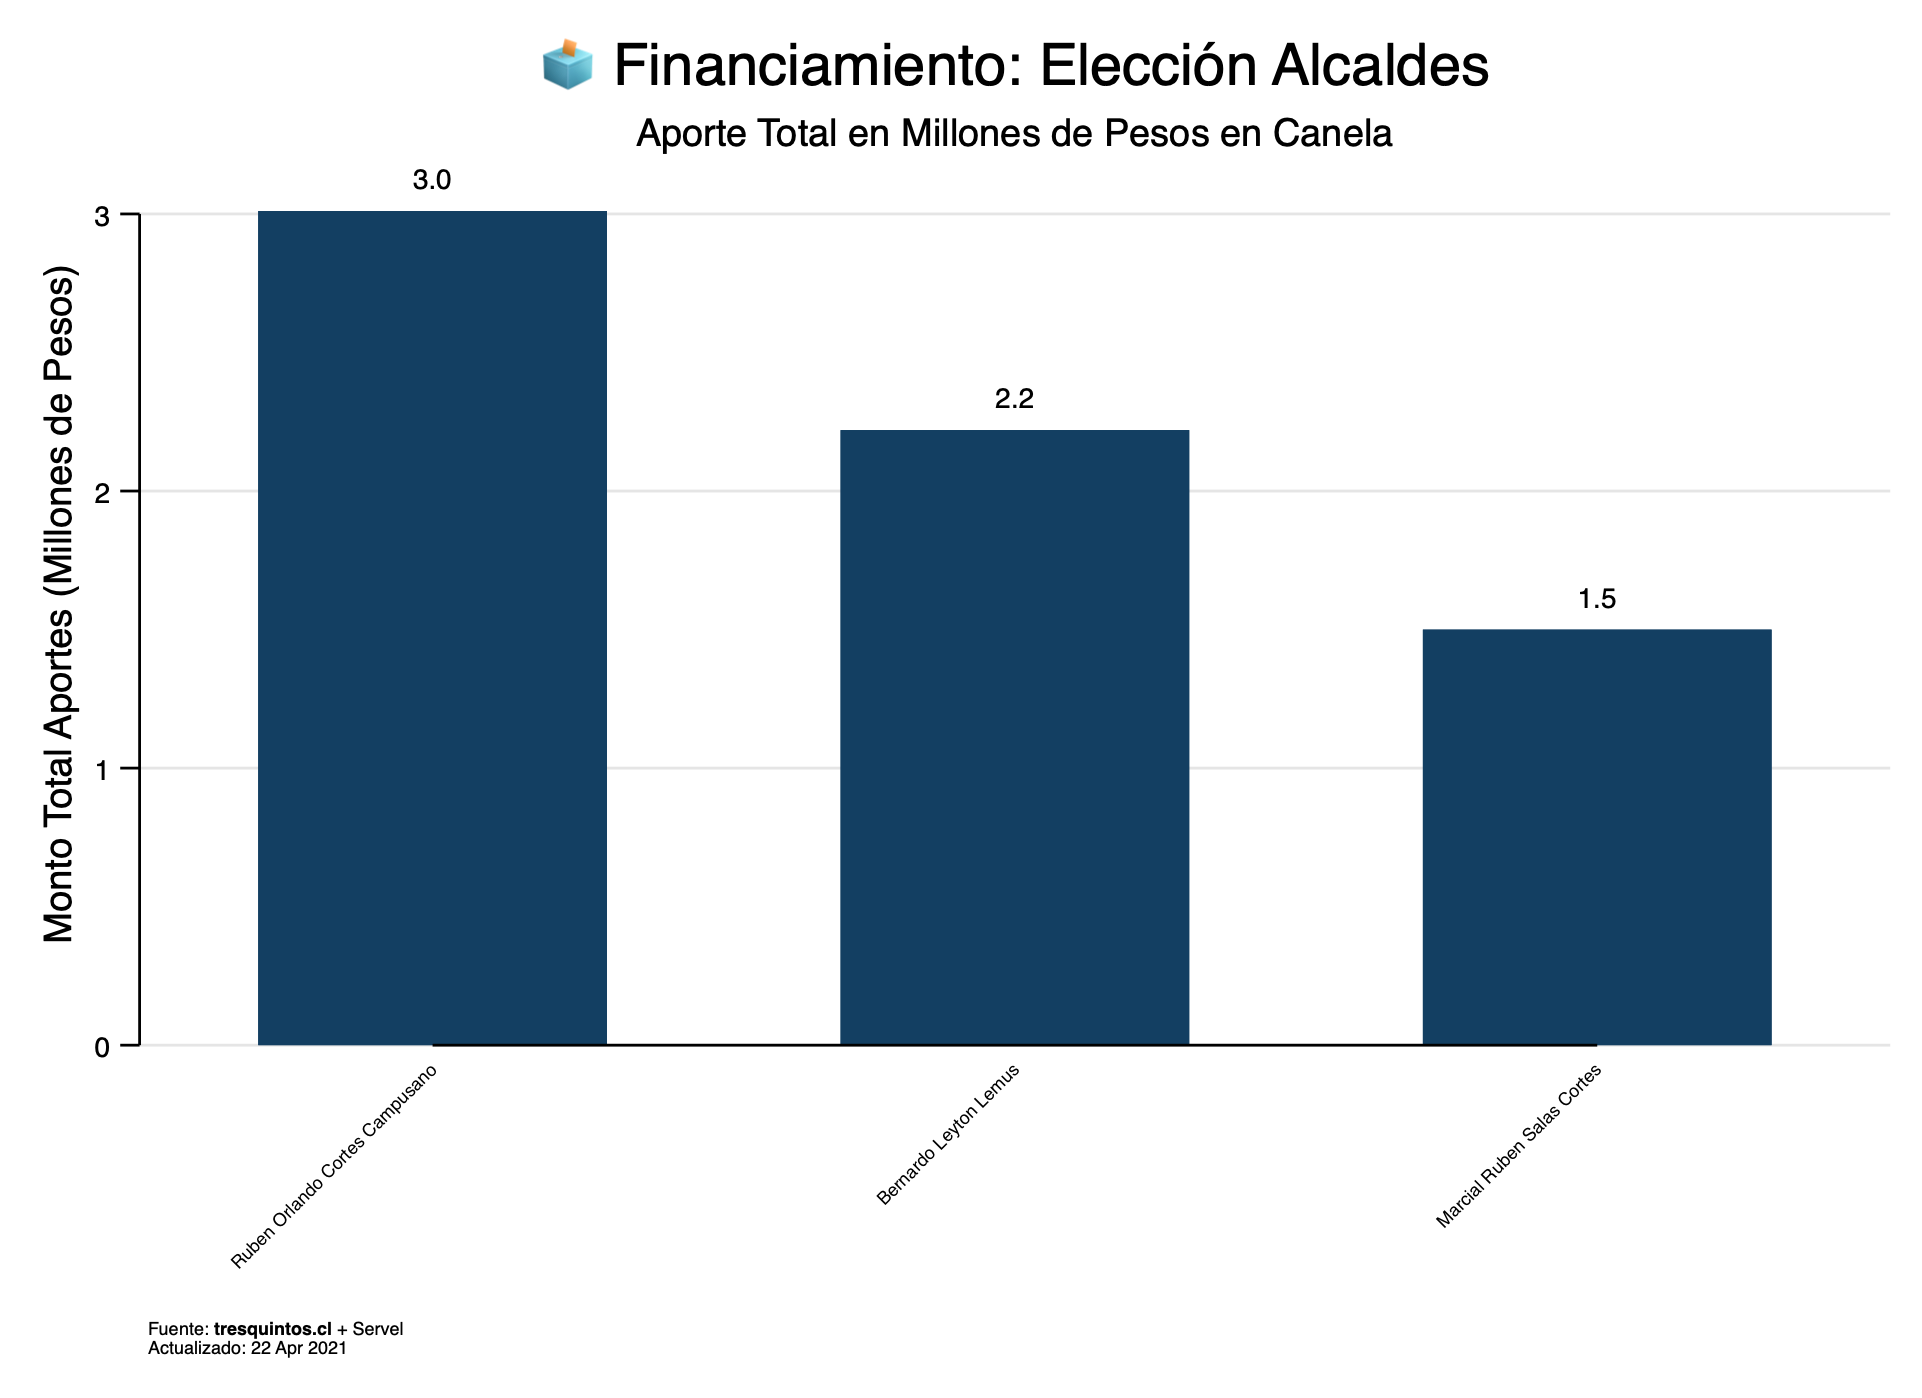 Financiamiento: Elección Alcaldes
Aporte Total en Millones de Pesos en Canela
Monto Total Aportes (Millones de Pesos)
3
2
1
0
3.0
2.2
1.5
Ruben Orlando Cortes Campusano
Bernardo Leyton Lemus
Marcial Ruben Salas Cortes
Fuente: tresquintos.cl + Servel
Actualizado: 22 Apr 2021